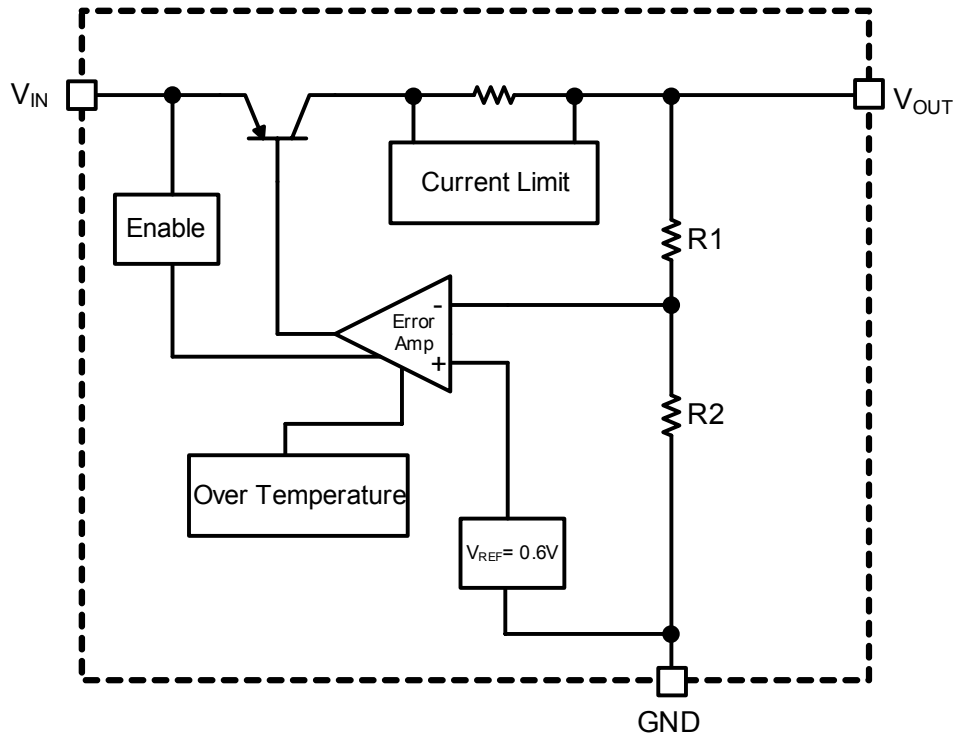 VIN
VOUT
Current Limit
Enable
R1
-
Error
Amp
+
R2
Over Temperature
VREF= 0.6V
GND